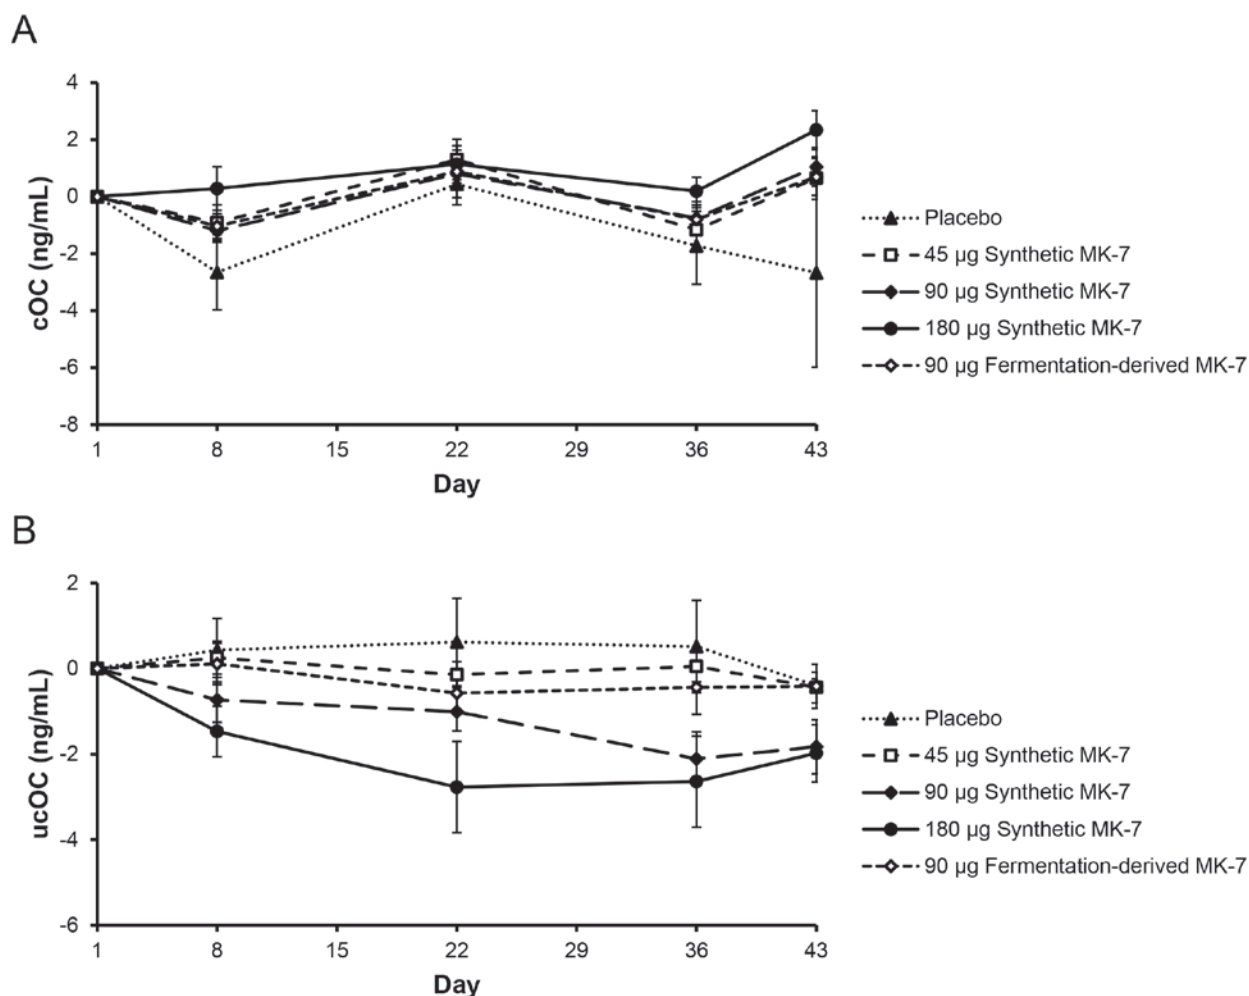 A
4
2
0
-2
-4
-6
-8
cOC (ng/mL)
1 8 15 22 29 36 43
Day
Placebo
45 µg Synthetic MK-7
90 µg Synthetic MK-7
180 µg Synthetic MK-7
90 µg Fermentation-derived MK-7
B
2
0
-2
-4
-6
ucOC (ng/mL)
1 8 15 22 29 36 43
Day
Placebo
45 µg Synthetic MK-7
90 µg Synthetic MK-7
180 µg Synthetic MK-7
90 µg Fermentation-derived MK-7